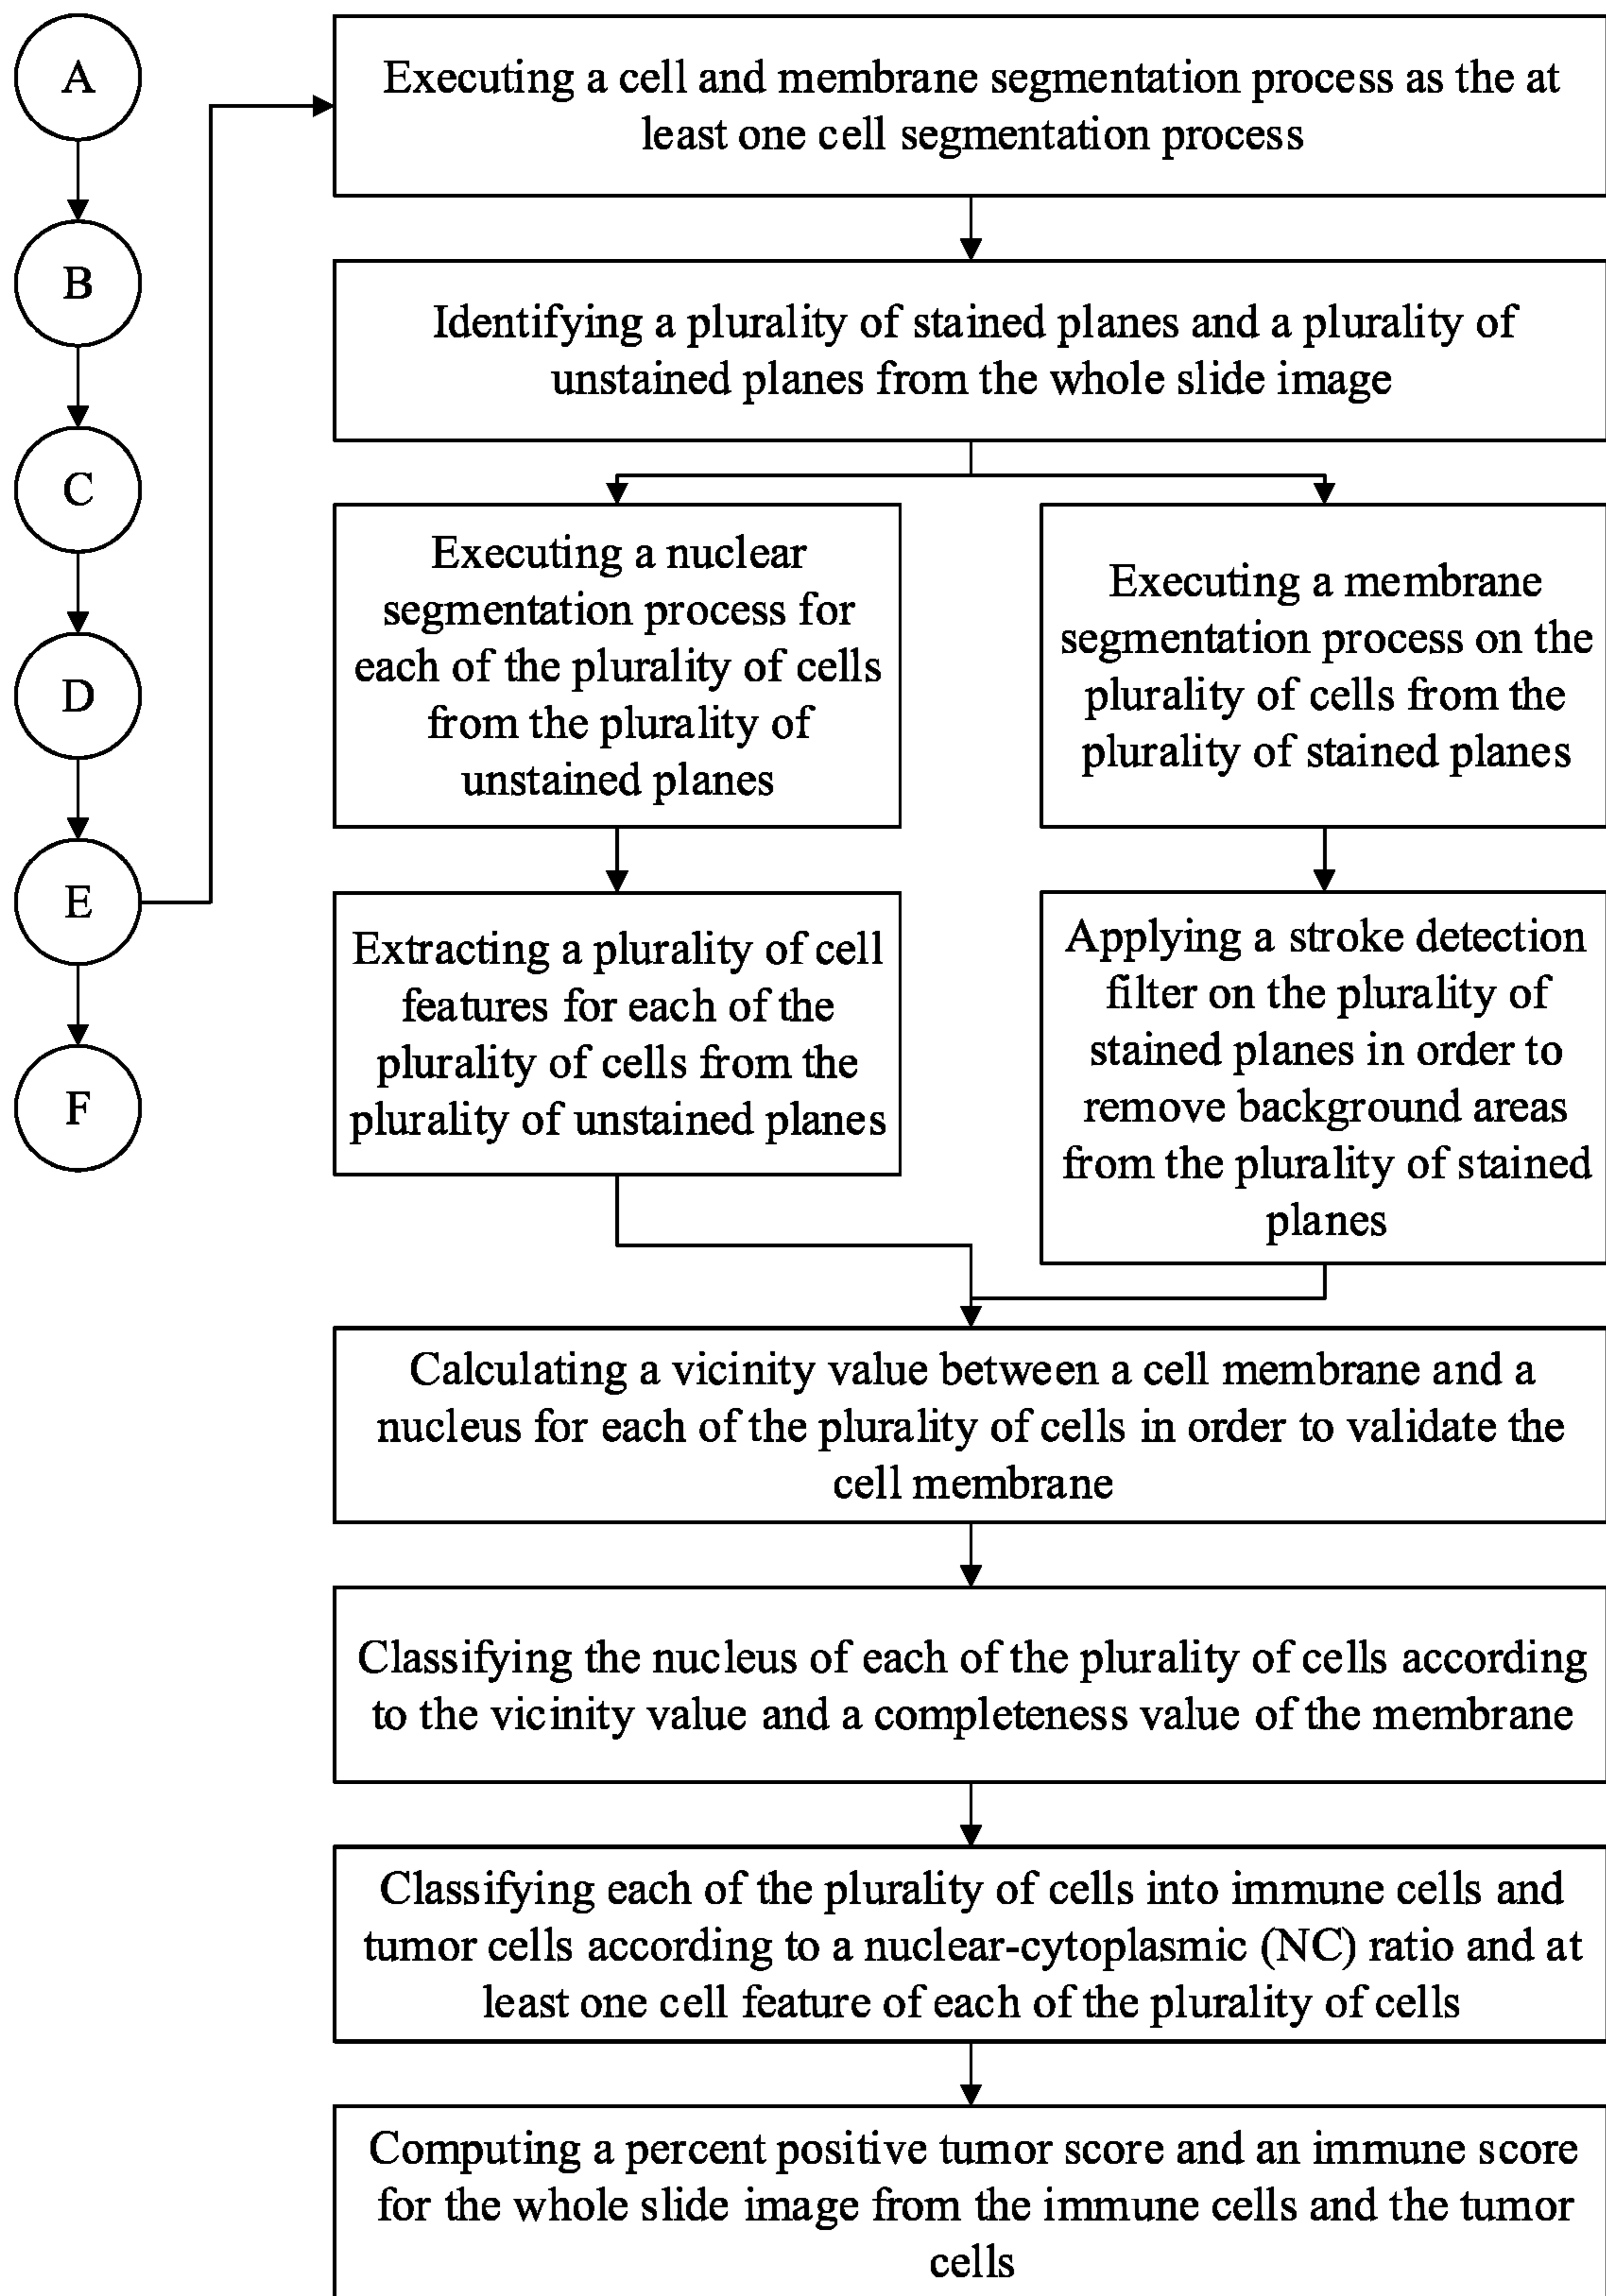 A
B
C
D
E
F
Executing a cell and membrane segmentation process as the at
least one cell segmentation process
Identifying a plurality of stained planes and a plurality of
unstained planes from the whole slide image
Executing a nuclear
segmentation process for
each of the plurality of cells
from the plurality of
unstained planes
Executing a membrane
segmentation process on the
plurality of cells from the
plurality of stained planes
Extracting a plurality of cell
features for each of the
plurality of cells from the
plurality of unstained planes
Applying a stroke detection
filter on the plurality of
stained planes in order to
remove background areas
from the plurality of stained
planes
Calculating a vicinity value between a cell membrane and a
nucleus for each of the plurality of cells in order to validate the
cell membrane
Classifying the nucleus of each of the plurality of cells according
to the vicinity value and a completeness value of the membrane
Classifying each of the plurality of cells into immune cells and
tumor cells according to a nuclear-cytoplasmic (NC) ratio and at
least one cell feature of each of the plurality of cells
Computing a percent positive tumor score and an immune score
for the whole slide image from the immune cells and the tumor
cells